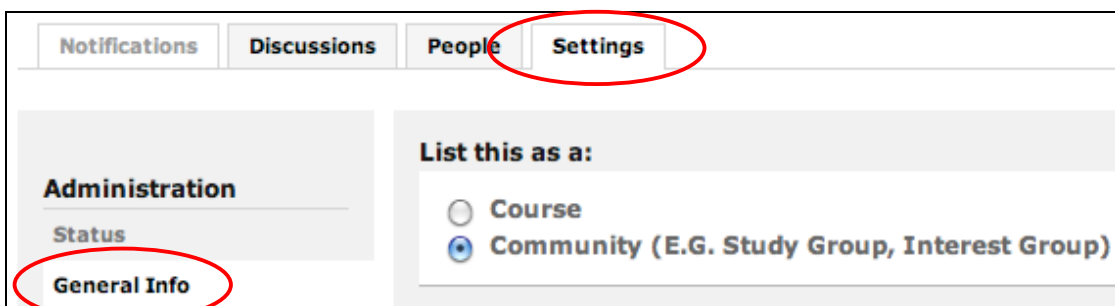 Notifications Discussions People Settings
List this as a:
Administration
Course
Status
Community (E.G. Study Group, Interest Group)
General Info